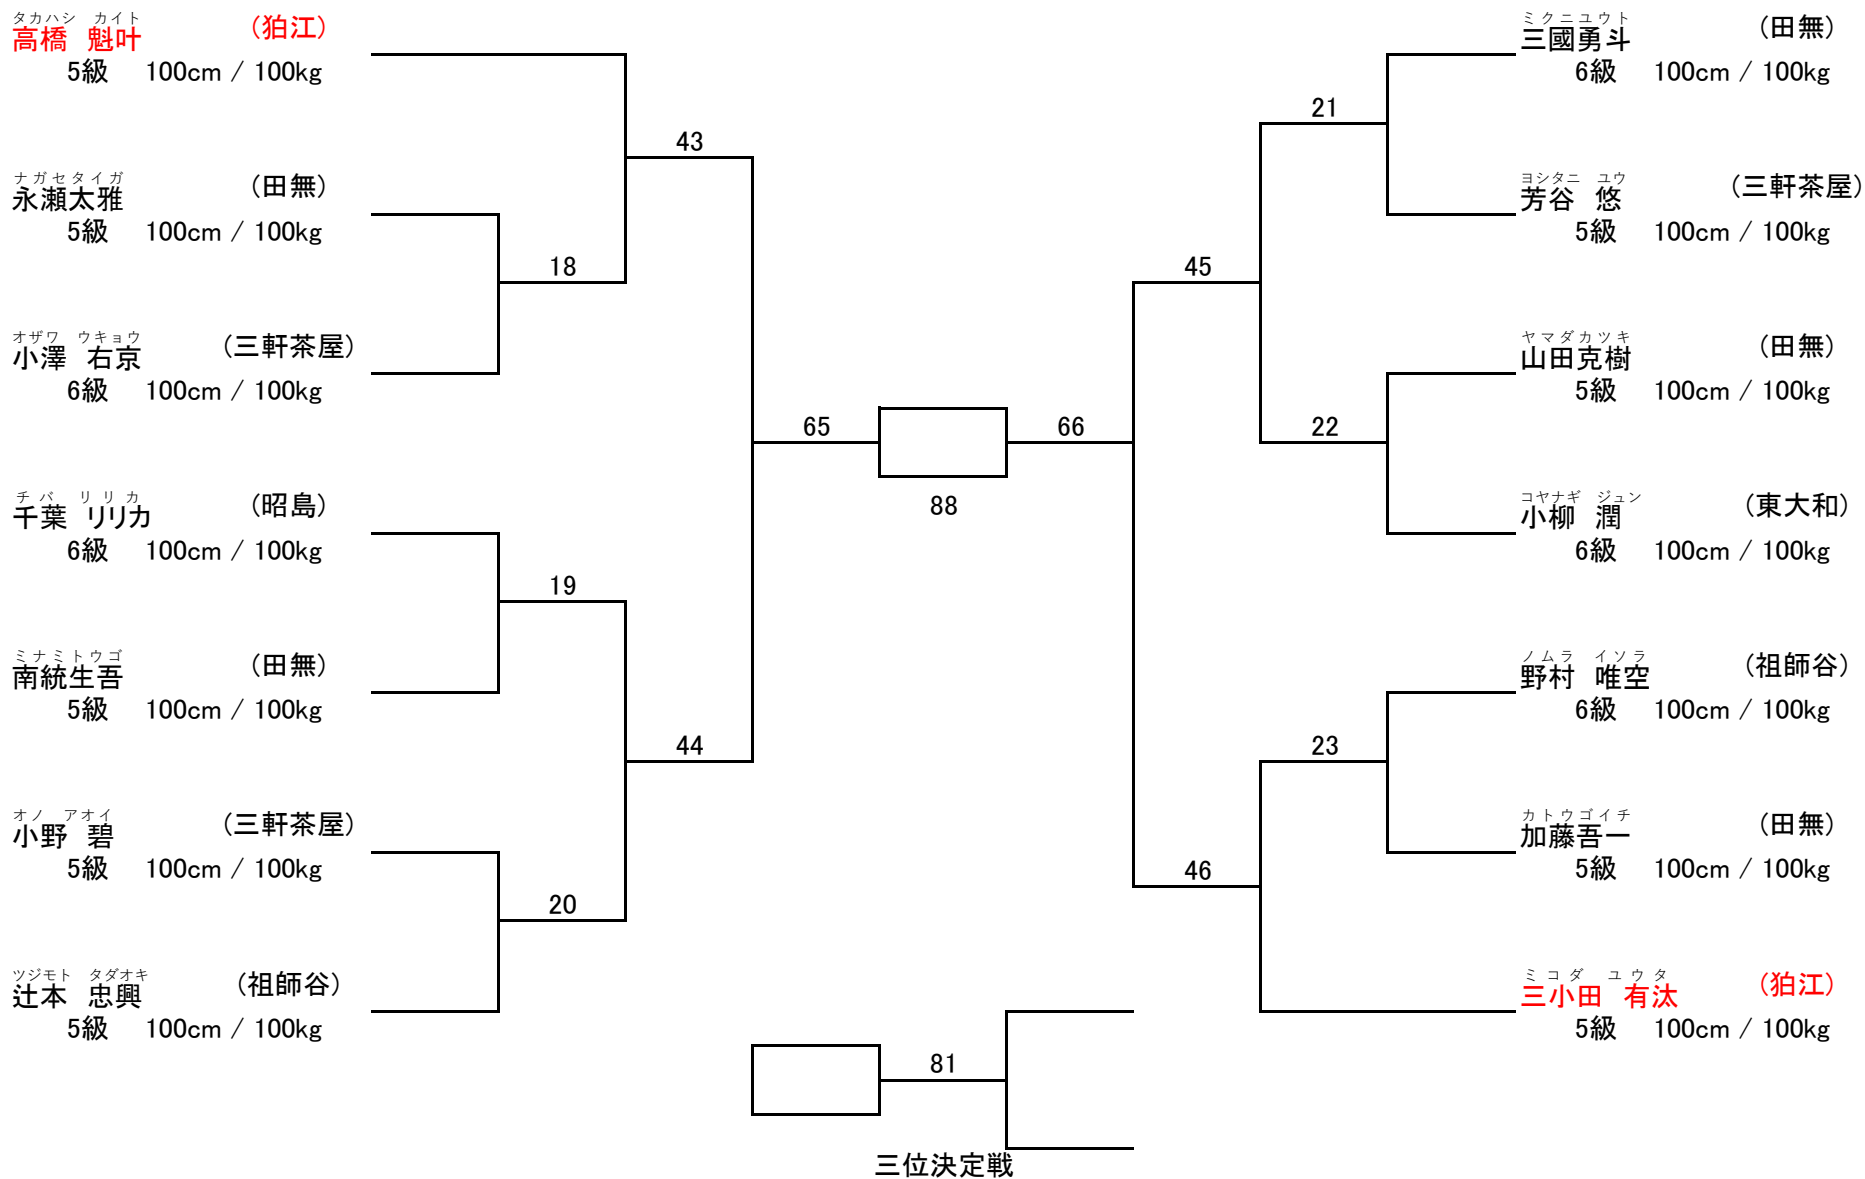 タカハシ カイト
高橋 魁叶 (狛江)
5級 100cm / 100kg
ナガセタイガ
永瀬太雅 (田無)
5級 100cm / 100kg
オザワ ウキョウ
小澤 右京 (三軒茶屋)
6級 100cm / 100kg
チバ リリカ
千葉 リリカ (昭島)
6級 100cm / 100kg
ミナミトウゴ
南統生吾 (田無)
5級 100cm / 100kg
オノ アオイ
小野 碧 (三軒茶屋)
5級 100cm / 100kg
ツジモト タダオキ
辻本 忠興 (祖師谷)
5級 100cm / 100kg
43
18
19
44
20
65
88
66
81
三位決定戦
21
45
22
23
46
ミクニユウト
三國勇斗 (田無)
6級 100cm / 100kg
ヨシタニ ユウ
芳谷 悠 (三軒茶屋)
5級 100cm / 100kg
ヤマダカツキ
山田克樹 (田無)
5級 100cm / 100kg
コヤナギ ジュン
小柳 潤 (東大和)
6級 100cm / 100kg
ノムラ イソラ
野村 唯空 (祖師谷)
6級 100cm / 100kg
カトウゴイチ
加藤吾一 (田無)
5級 100cm / 100kg
ミコダ ユウタ
三小田 有汰 (狛江)
5級 100cm / 100kg